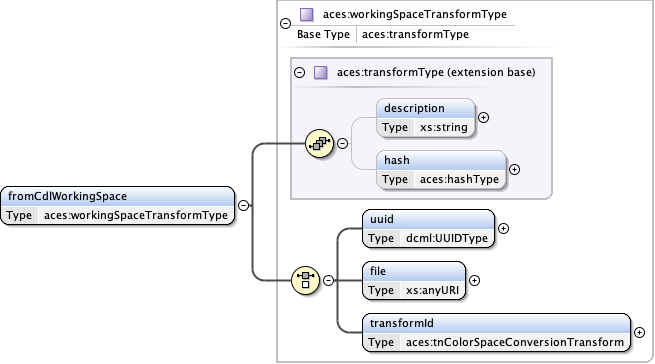 aces:workingSpaceTransformType
Base Type aces:transformType
aces:transformType (extension base)
description
Type xs:string
hash
Type aces:hashType
fromCdlWorkingSpace
Type aces:workingSpaceTransformType
uuid
Type dcml:UUIDType
file
Type xs:anyURI
transformId
Type aces:tnColorSpaceConversionTransform